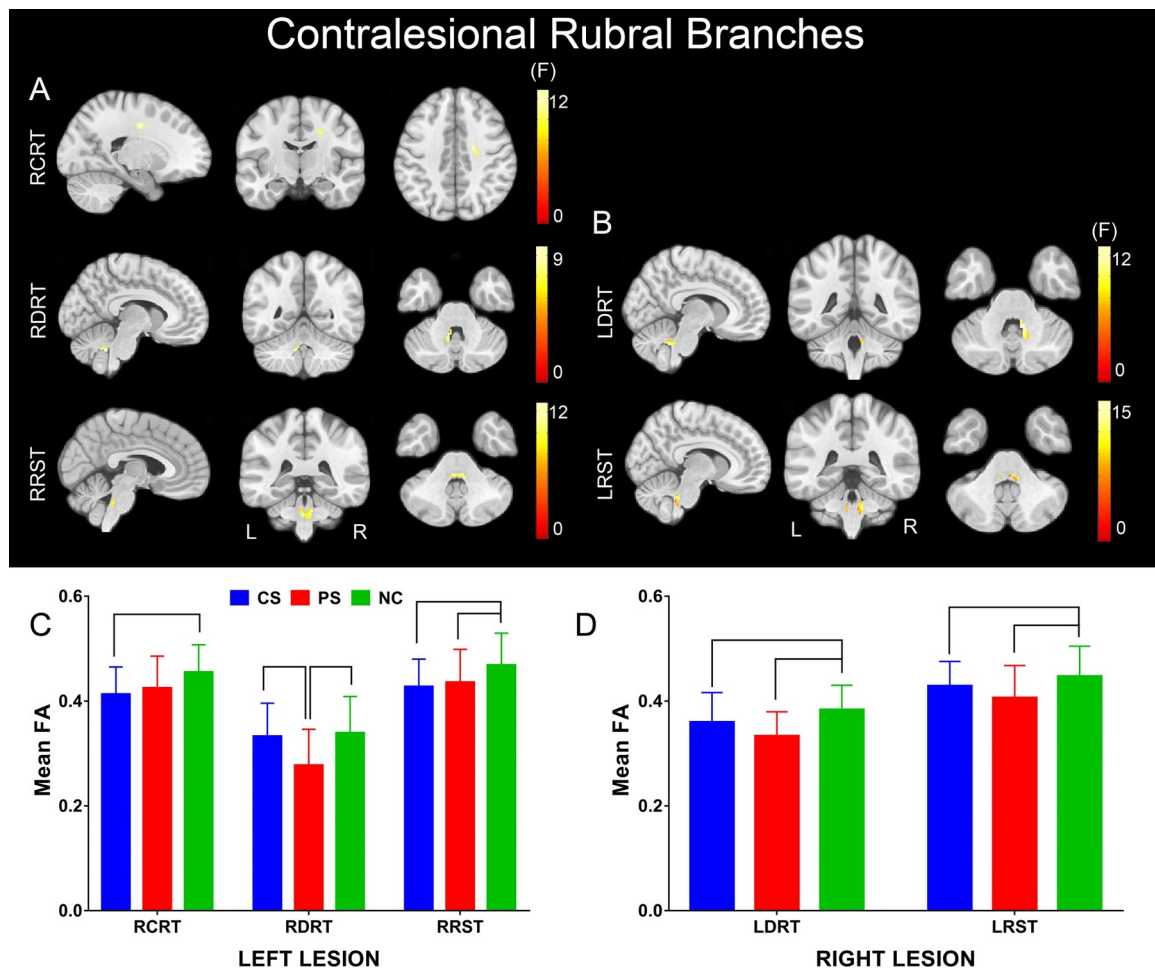 Contralesional Rubral Branches
A
(F)
RCRT
12
0
RDRT
9
0
RRST
12
0
L
R
B
(F)
LDRT
12
0
LRST
15
0
L
R
C
CS PS NC
Mean FA
0.6
0.4
0.2
0.0
RCRT RDRT RRST
LEFT LESION
D
Mean FA
0.6
0.4
0.2
0.0
LDRT LRST
RIGHT LESION